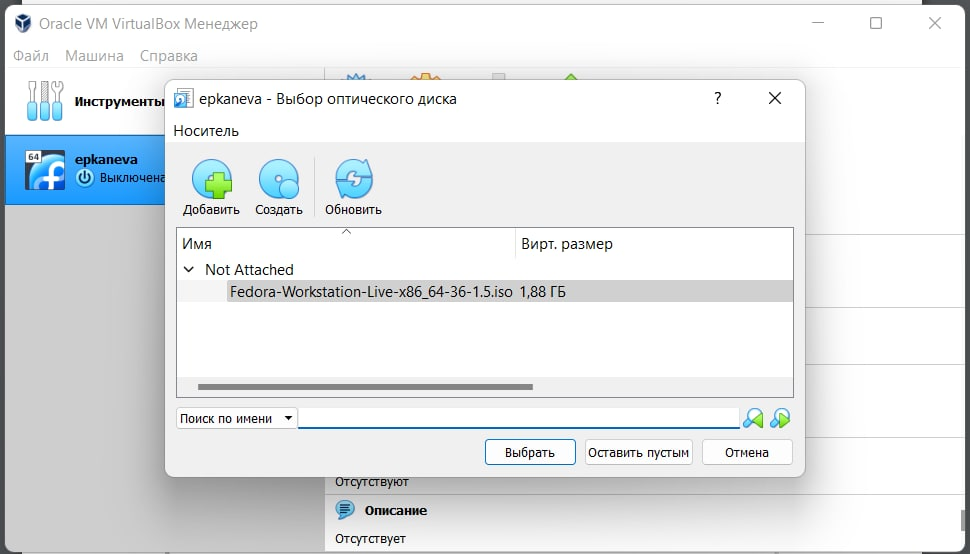 Oracle VM VirtualBox Менеджер
Файл Машина Справка
Инструменты
64
epkaneva
Выключена
epkaneva - Выбор оптического диска
?
Носитель
Добавить Создать Обновить
Имя Вирт. размер
Not Attached
Fedora-Workstation-Live-x86_64-36-1.5.iso 1,88 ГБ
Поиск по имени
Выбрать Оставить пустым Отмена
Отсутствуют
Описание
Отсутствует